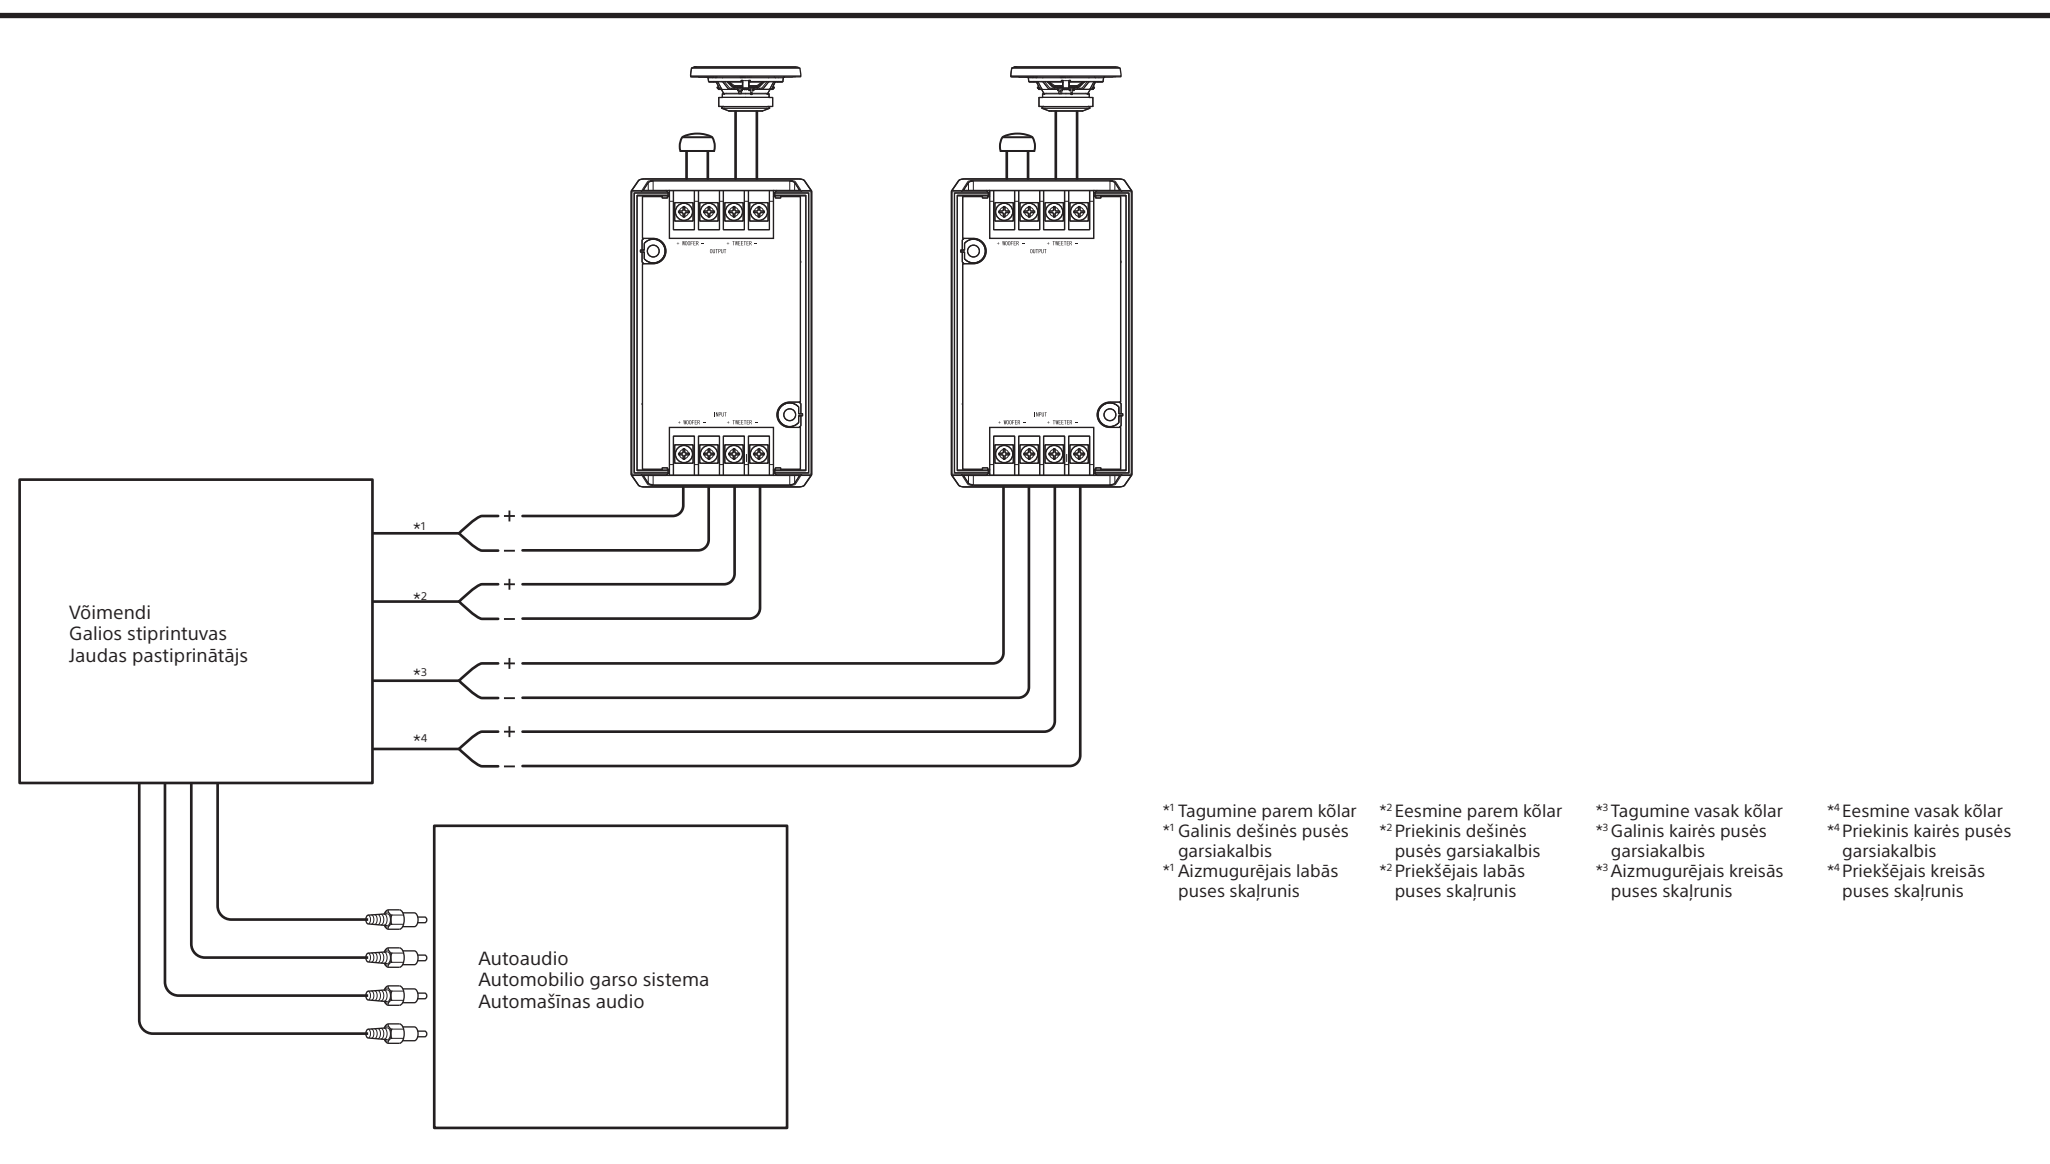 + WOOFER − + TWEETER −
OUTPUT
INPUT
+ WOOFER − + TWEETER −
+ WOOFER − + TWEETER −
OUTPUT
INPUT
+ WOOFER − + TWEETER −
*1
+
−
*2
+
−
*3
+
−
*4
+
−
Võimendi
Galios stiprintuvas
Jaudas pastiprinātājs
Autoaudio
Automobilio garso sistema
Automašīnas audio
*1 Tagumine parem kõlar
*1 Galinis dešinės pusės
garsiakalbis
*1 Aizmugurējais labās
puses skaļrunis
*2 Eesmine parem kõlar
*2 Priekinis dešinės
pusės garsiakalbis
*2 Priekšējais labās
puses skaļrunis
*3 Tagumine vasak kõlar
*3 Galinis kairės pusės
garsiakalbis
*3 Aizmugurējais kreisās
puses skaļrunis
*4 Eesmine vasak kõlar
*4 Priekinis kairės pusės
garsiakalbis
*4 Priekšējais kreisās
puses skaļrunis